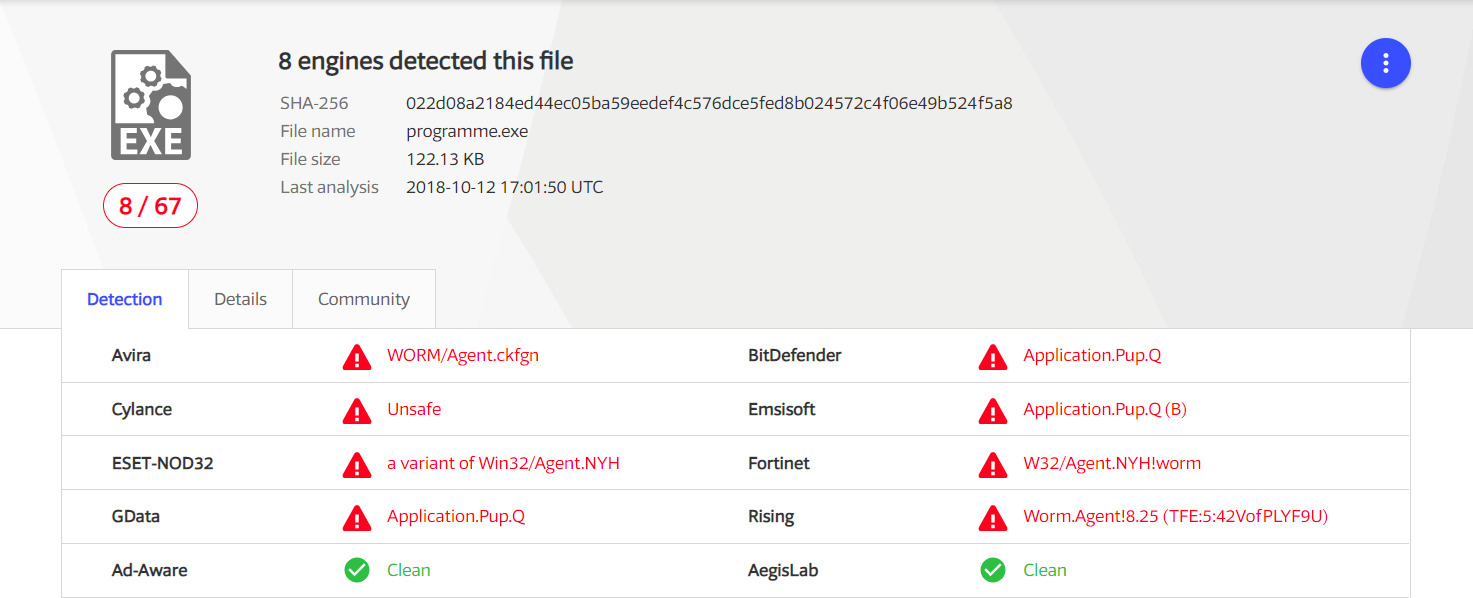 8 engines detected this file
SHA-256 022d08a2184ed44ec05ba59eedef4c576dce5fed8b024572c4f06e49b524f5a8
File name programme.exe
File size 122.13 KB
Last analysis 2018-10-12 17:01:50 UTC
EXE
8 / 67
Detection Details Community
Avira WORM/Agent.ckfgn BitDefender Application.Pup.Q
Cylance Unsafe Emsisoft Application.Pup.Q (B)
ESET-NOD32 a variant of Win32/Agent.NYH Fortinet W32/Agent.NYH!worm
GData Application.Pup.Q Rising Worm.Agent!8.25 (TFE:5:42VofPLYF9U)
Ad-Aware Clean AegisLab Clean